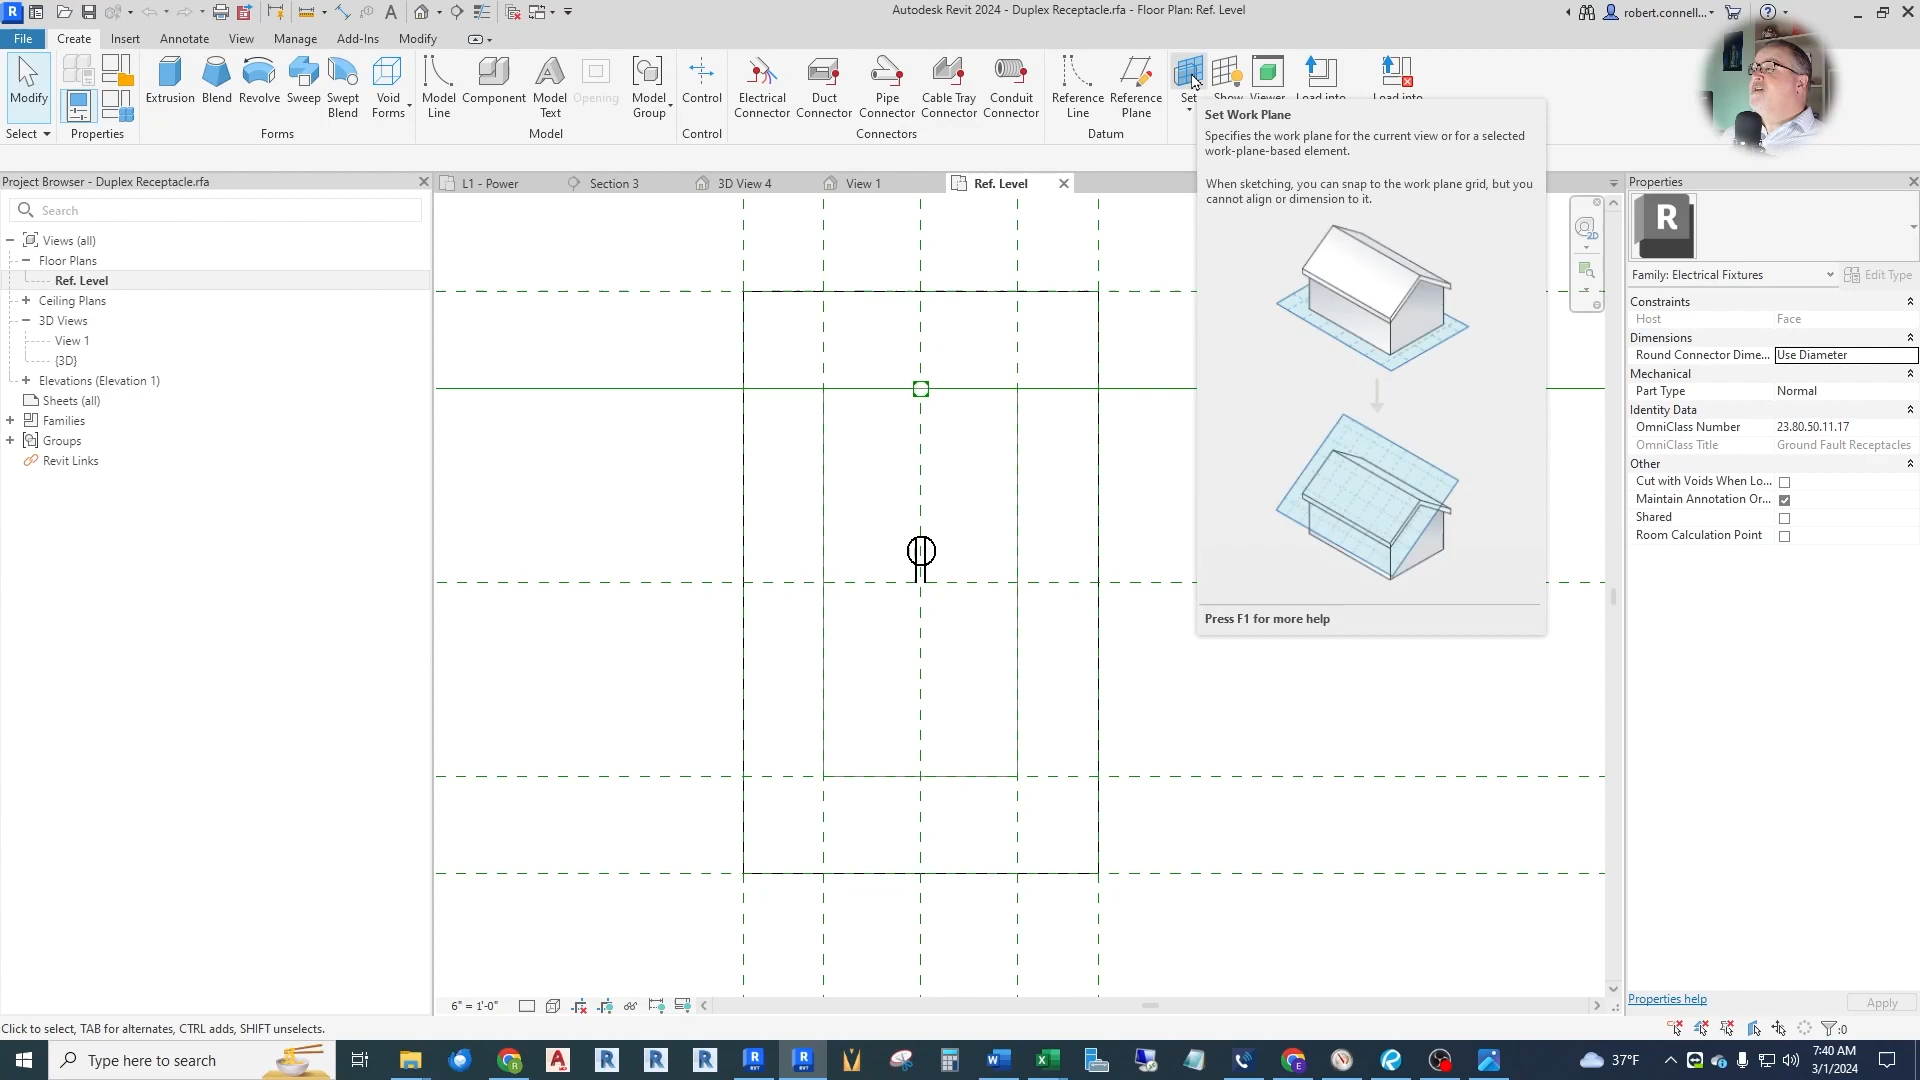 Autodesk Revit 2024 - Duplex Receptacle.rfa - Floor Plan: Ref. Level
robert.connell...
File
Create
Insert
Annotate
View
Manage
Add-Ins
Modify
Modify
Extrusion
Blend
Revolve
Sweep
Swept
Blend
Void
Forms
Model
Line
Component
Model
Text
Opening
Model
Group
Control
Electrical
Connector
Duct
Connector
Pipe
Connector
Cable Tray
Connector
Conduit
Connector
Reference
Line
Reference
Plane
Set
Show
Viewer
Load into
Load into
Select
Properties
Forms
Model
Control
Connectors
Datum
Set Work Plane
Specifies the work plane for the current view or for a selected
work-plane-based element.
When sketching, you can snap to the work plane grid, but you
cannot align or dimension to it.
Press F1 for more help
Project Browser - Duplex Receptacle.rfa
Search
Views (all)
Floor Plans
Ref. Level
Ceiling Plans
3D Views
View 1
{3D}
Elevations (Elevation 1)
Sheets (all)
Families
Groups
Revit Links
L1 - Power
Section 3
3D View 4
View 1
Ref. Level
2D
Properties
R
Family: Electrical Fixtures
Edit Type
Constraints
Host Face
Dimensions
Round Connector Dime... Use Diameter
Mechanical
Part Type Normal
Identity Data
OmniClass Number 23.80.50.11.17
OmniClass Title Ground Fault Receptacles
Other
Cut with Voids When Lo...
Maintain Annotation Or...
Shared
Room Calculation Point
Properties help
Apply
6" = 1'-0"
Click to select, TAB for alternates, CTRL adds, SHIFT unselects.
:0
Type here to search
37°F
7:40 AM
3/1/2024